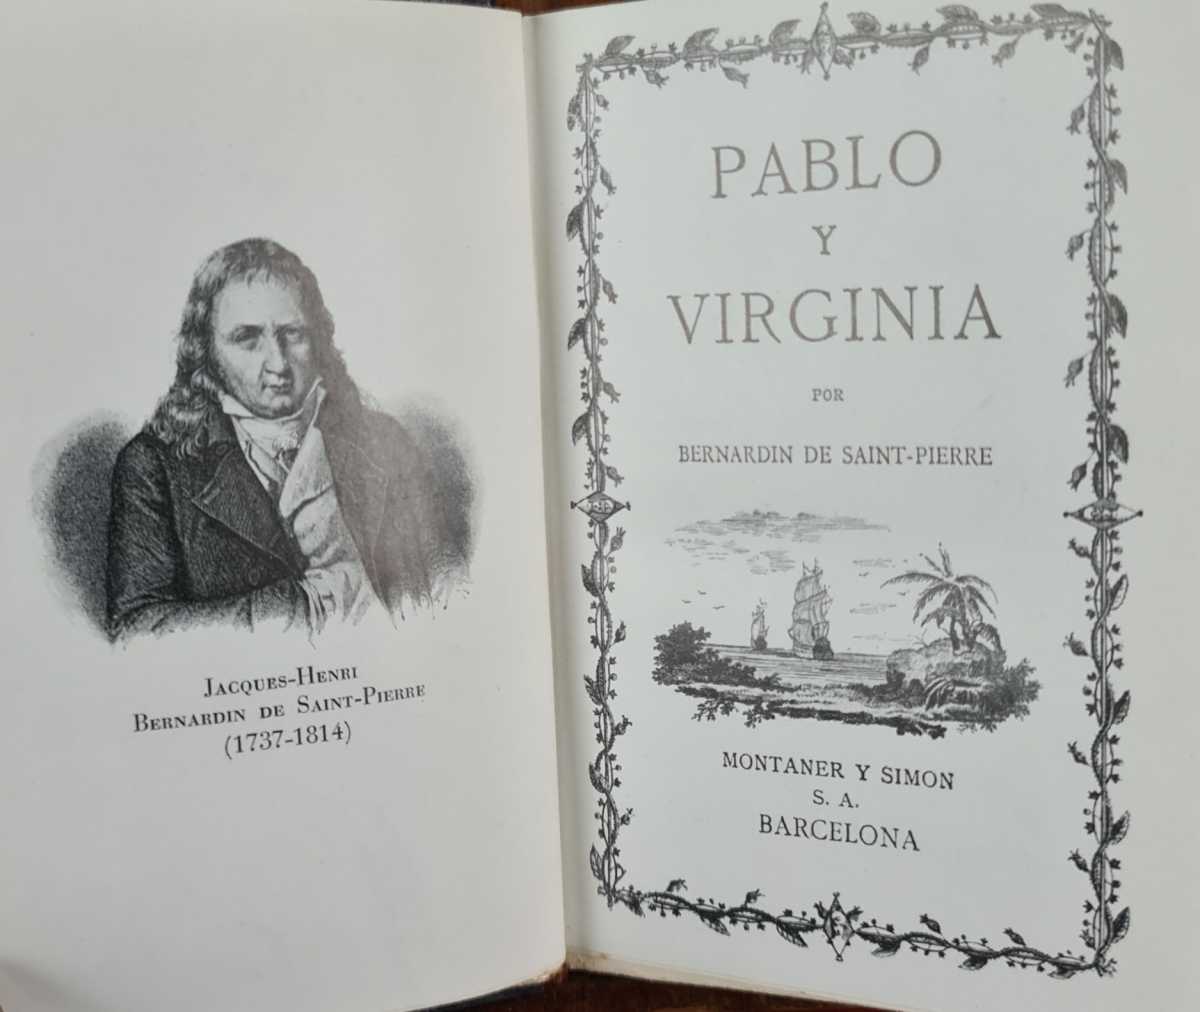 JACQUES-HENRI
BERNARDIN DE SAINT-PIERRE
(1737-1814)
PABLO
Y
VIRGINIA
POR
BERNARDIN DE SAINT-PIERRE
MONTANER Y SIMON
S. A.
BARCELONA